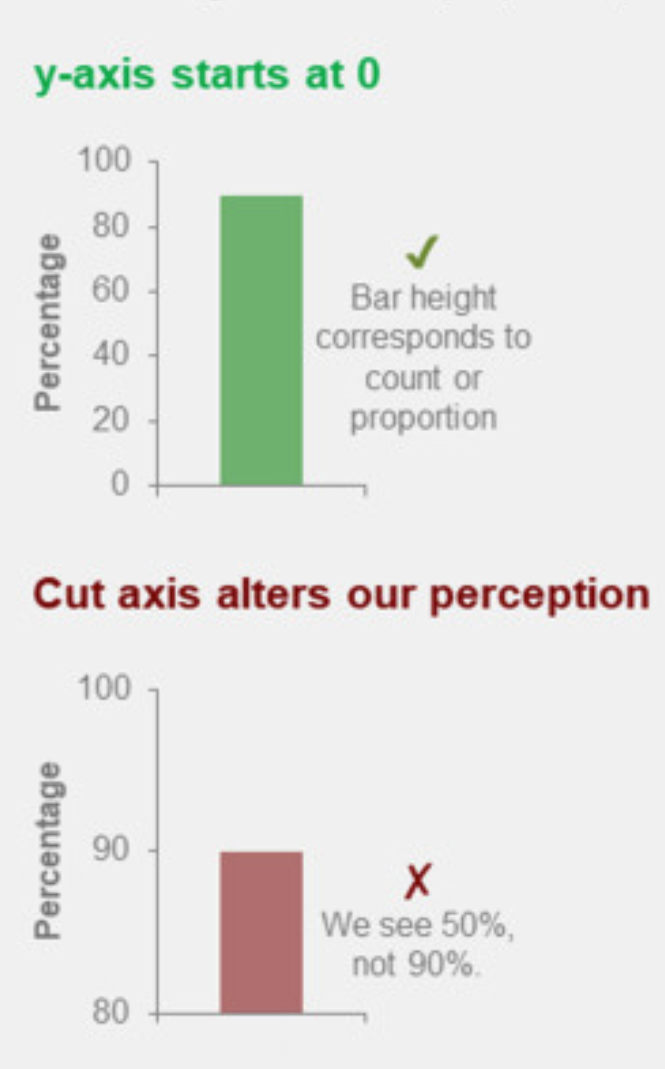 y-axis starts at 0
100
80
60
40
20
0
Percentage
Bar height
corresponds to
count or
proportion
Cut axis alters our perception
100
90
80
Percentage
We see 50%,
not 90%.